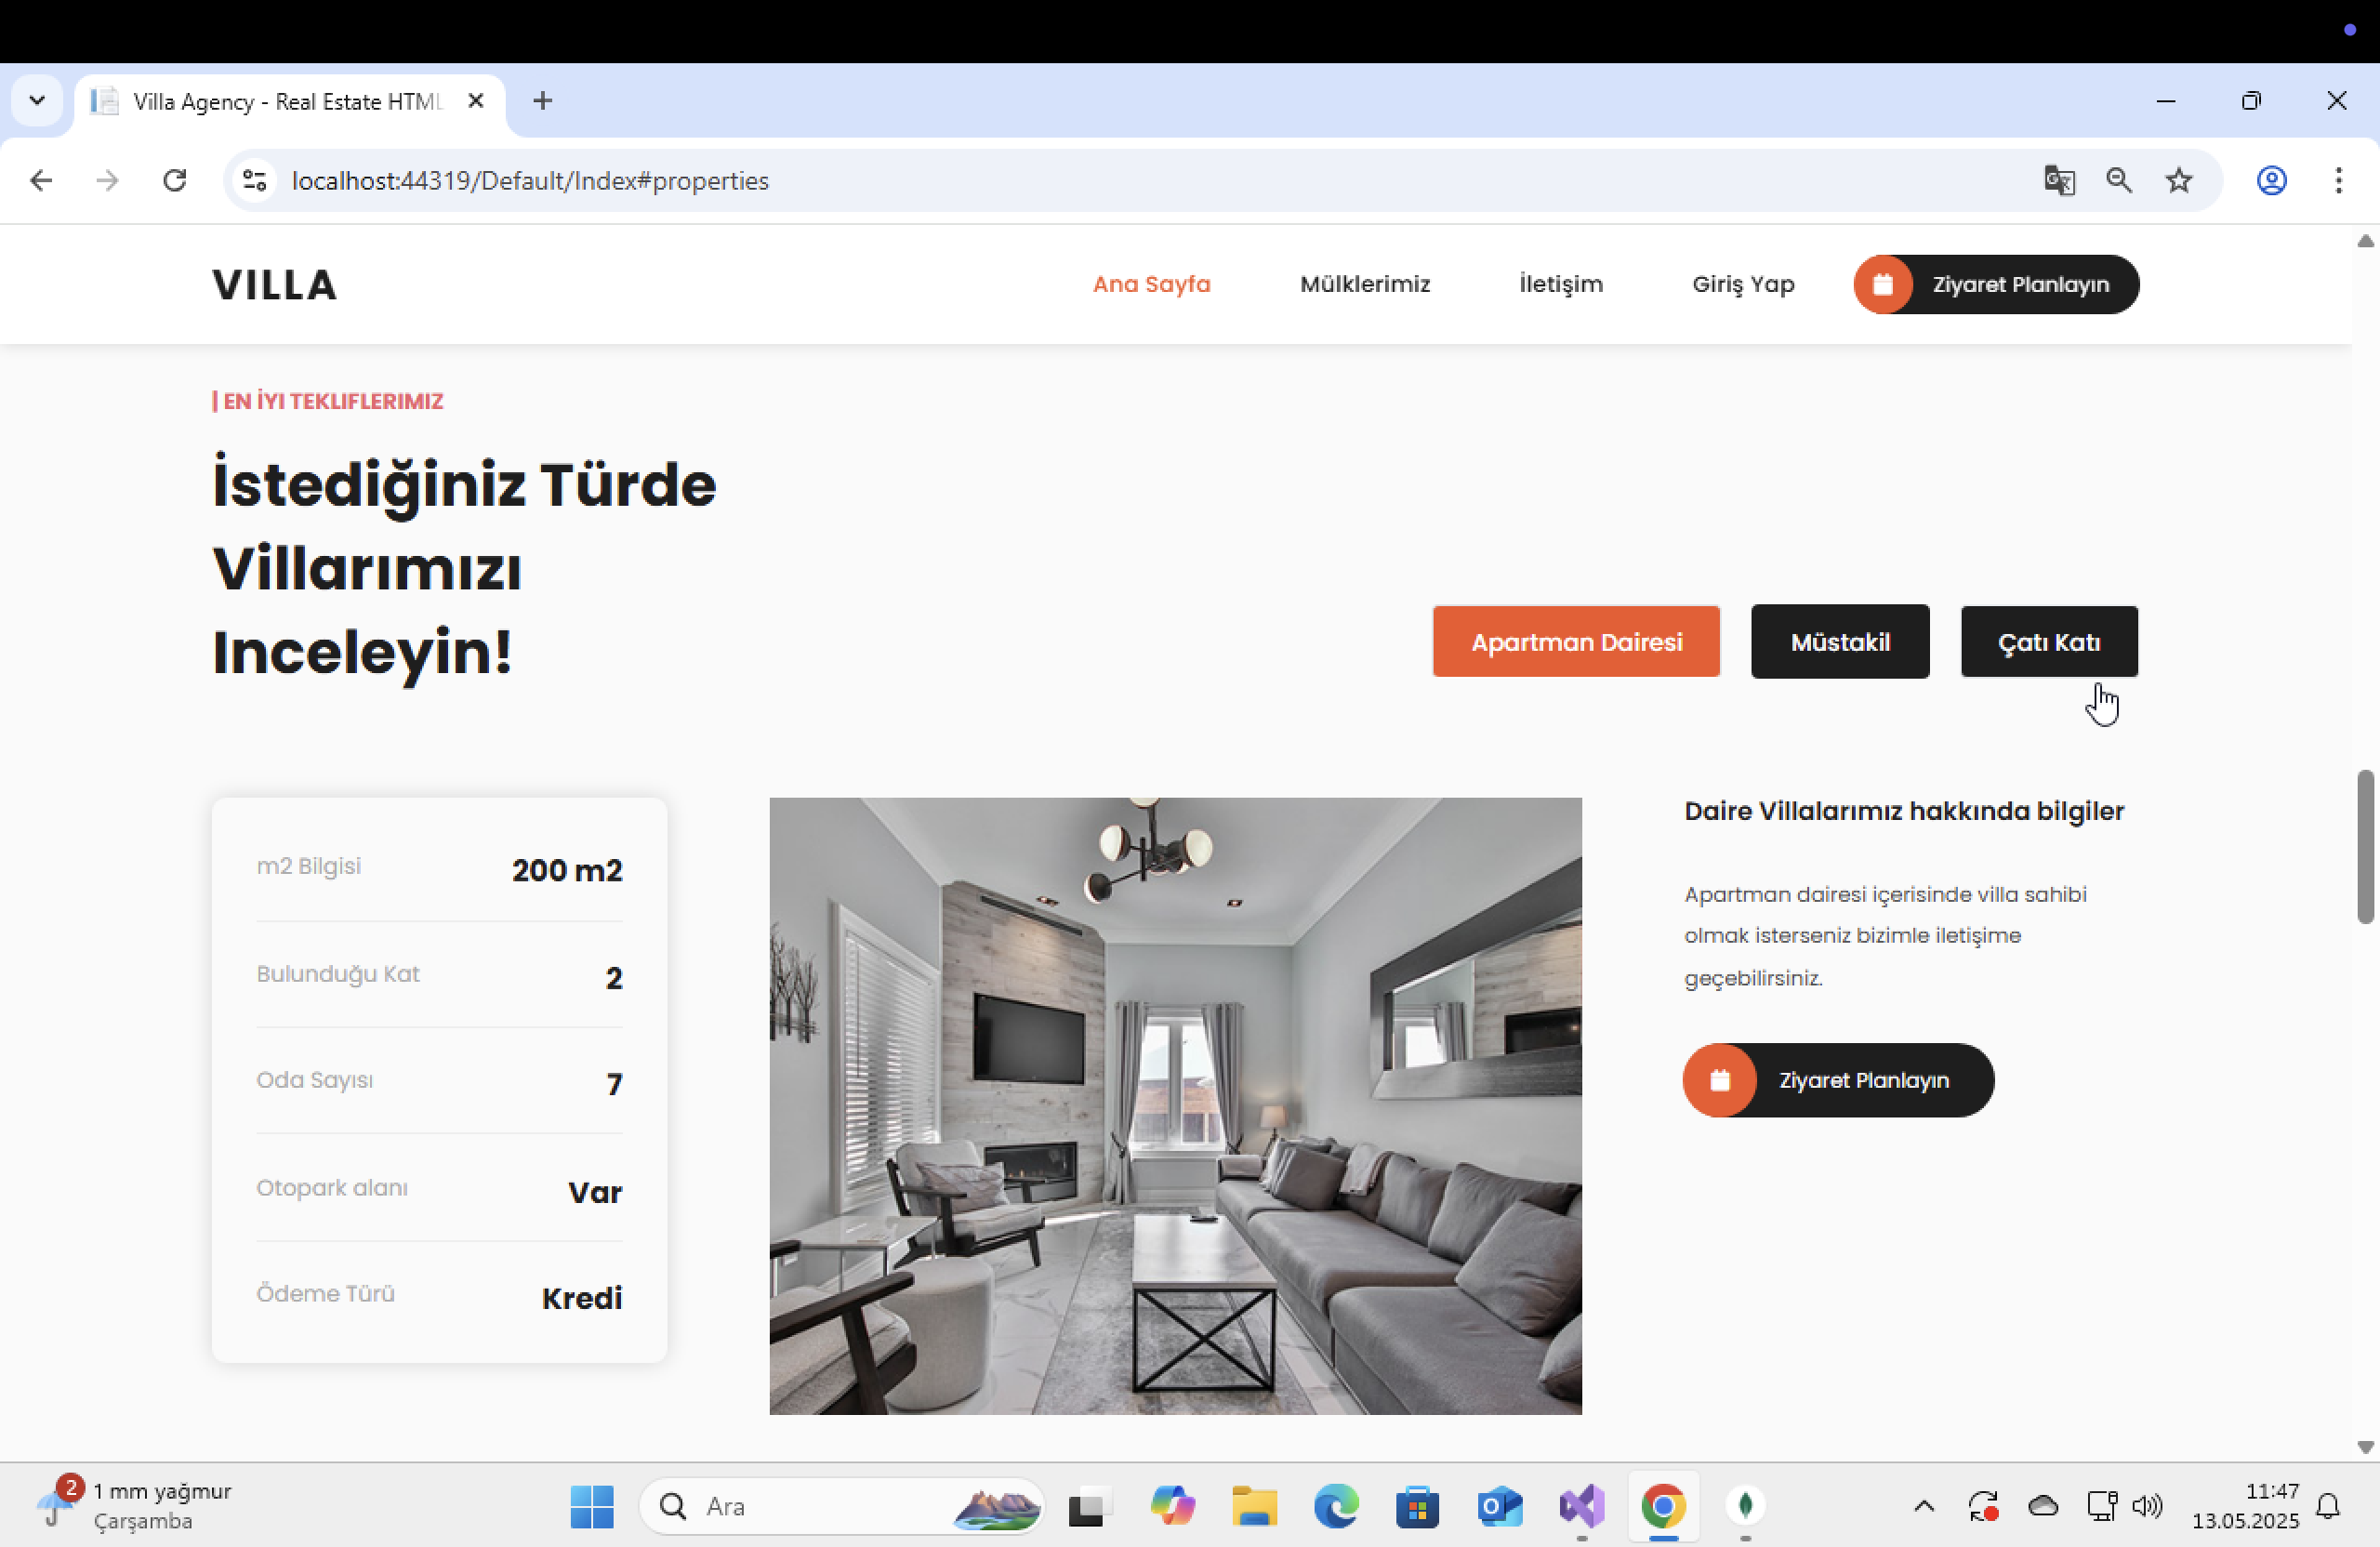 Villa Agency - Real Estate HTML
localhost:44319/Default/Index#properties
VILLA
Ana Sayfa
Mülklerimiz
İletişim
Giriş Yap
Ziyaret Planlayın
| EN İYI TEKLIFLERIMIZ
İstediğiniz Türde
Villarımızı
Inceleyin!
Apartman Dairesi
Müstakil
Çatı Katı
m2 Bilgisi 200 m2
Bulunduğu Kat 2
Oda Sayısı 7
Otopark alanı Var
Ödeme Türü Kredi
Daire Villalarımız hakkında bilgiler
Apartman dairesi içerisinde villa sahibi
olmak isterseniz bizimle iletişime
geçebilirsiniz.
Ziyaret Planlayın
2
1 mm yağmur
Çarşamba
Ara
11:47
13.05.2025